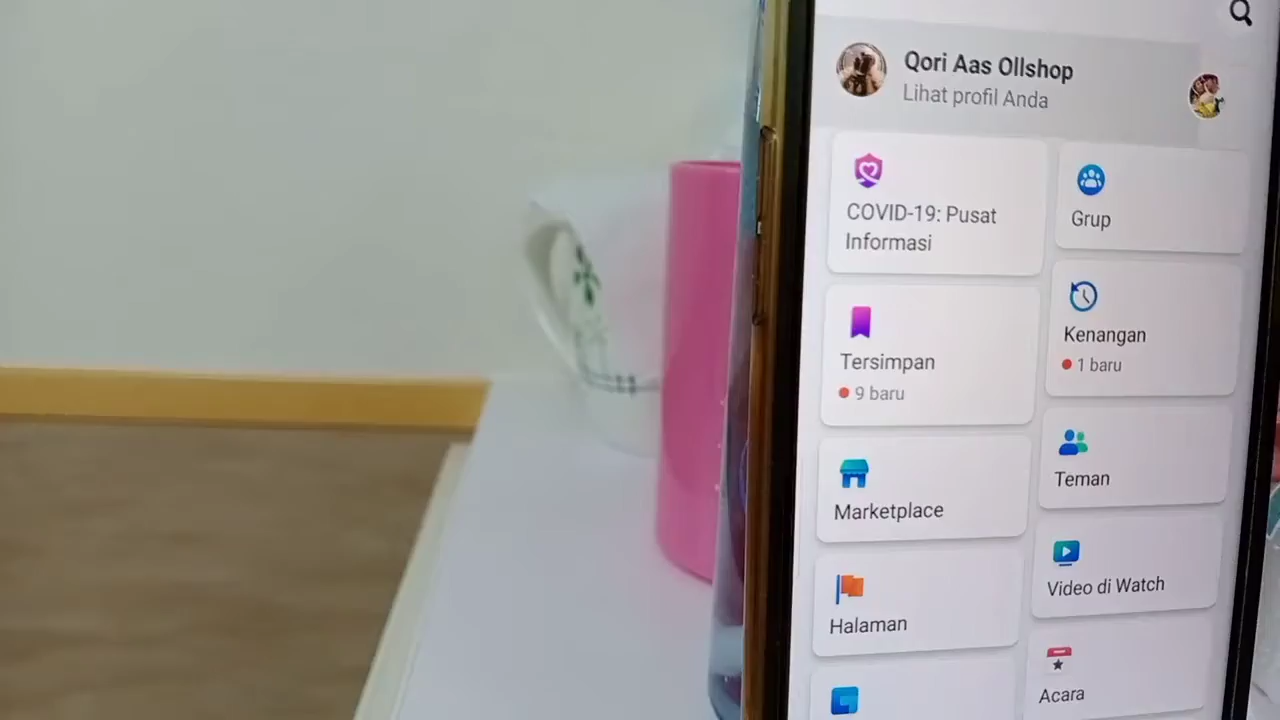 Qori Aas Ollshop
Lihat profil Anda
COVID-19: Pusat
Informasi
Grup
Tersimpan
9 baru
Kenangan
1 baru
Marketplace
Teman
Halaman
Video di Watch
Acara